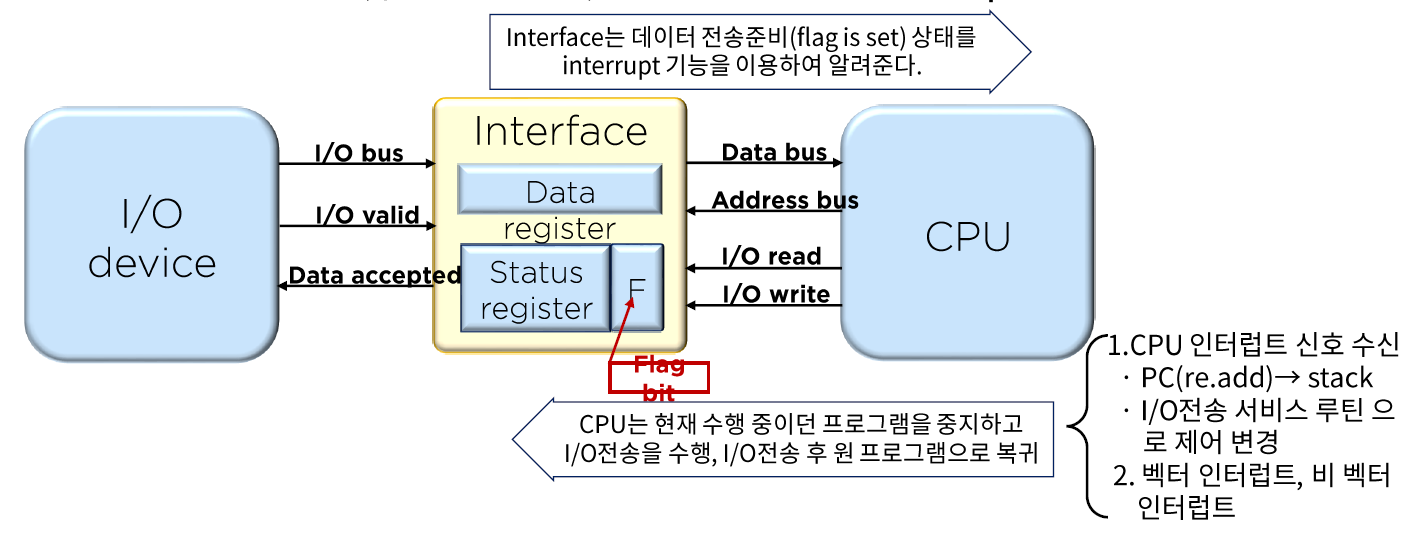 Interface는 데이터 전송준비(flag is set) 상태를
interrupt 기능을 이용하여 알려준다.
I/O
device
I/O bus
I/O valid
Data accepted
Interface
Data
register
Status
register
F
Flag
bit
Data bus
Address bus
I/O read
I/O write
CPU
CPU는 현재 수행 중이던 프로그램을 중지하고
I/O전송을 수행, I/O전송 후 원 프로그램으로 복귀
1.CPU 인터럽트 신호 수신
· PC(re.add)→ stack
· I/O전송 서비스 루틴 으
로 제어 변경
2. 벡터 인터럽트, 비 벡터
인터럽트